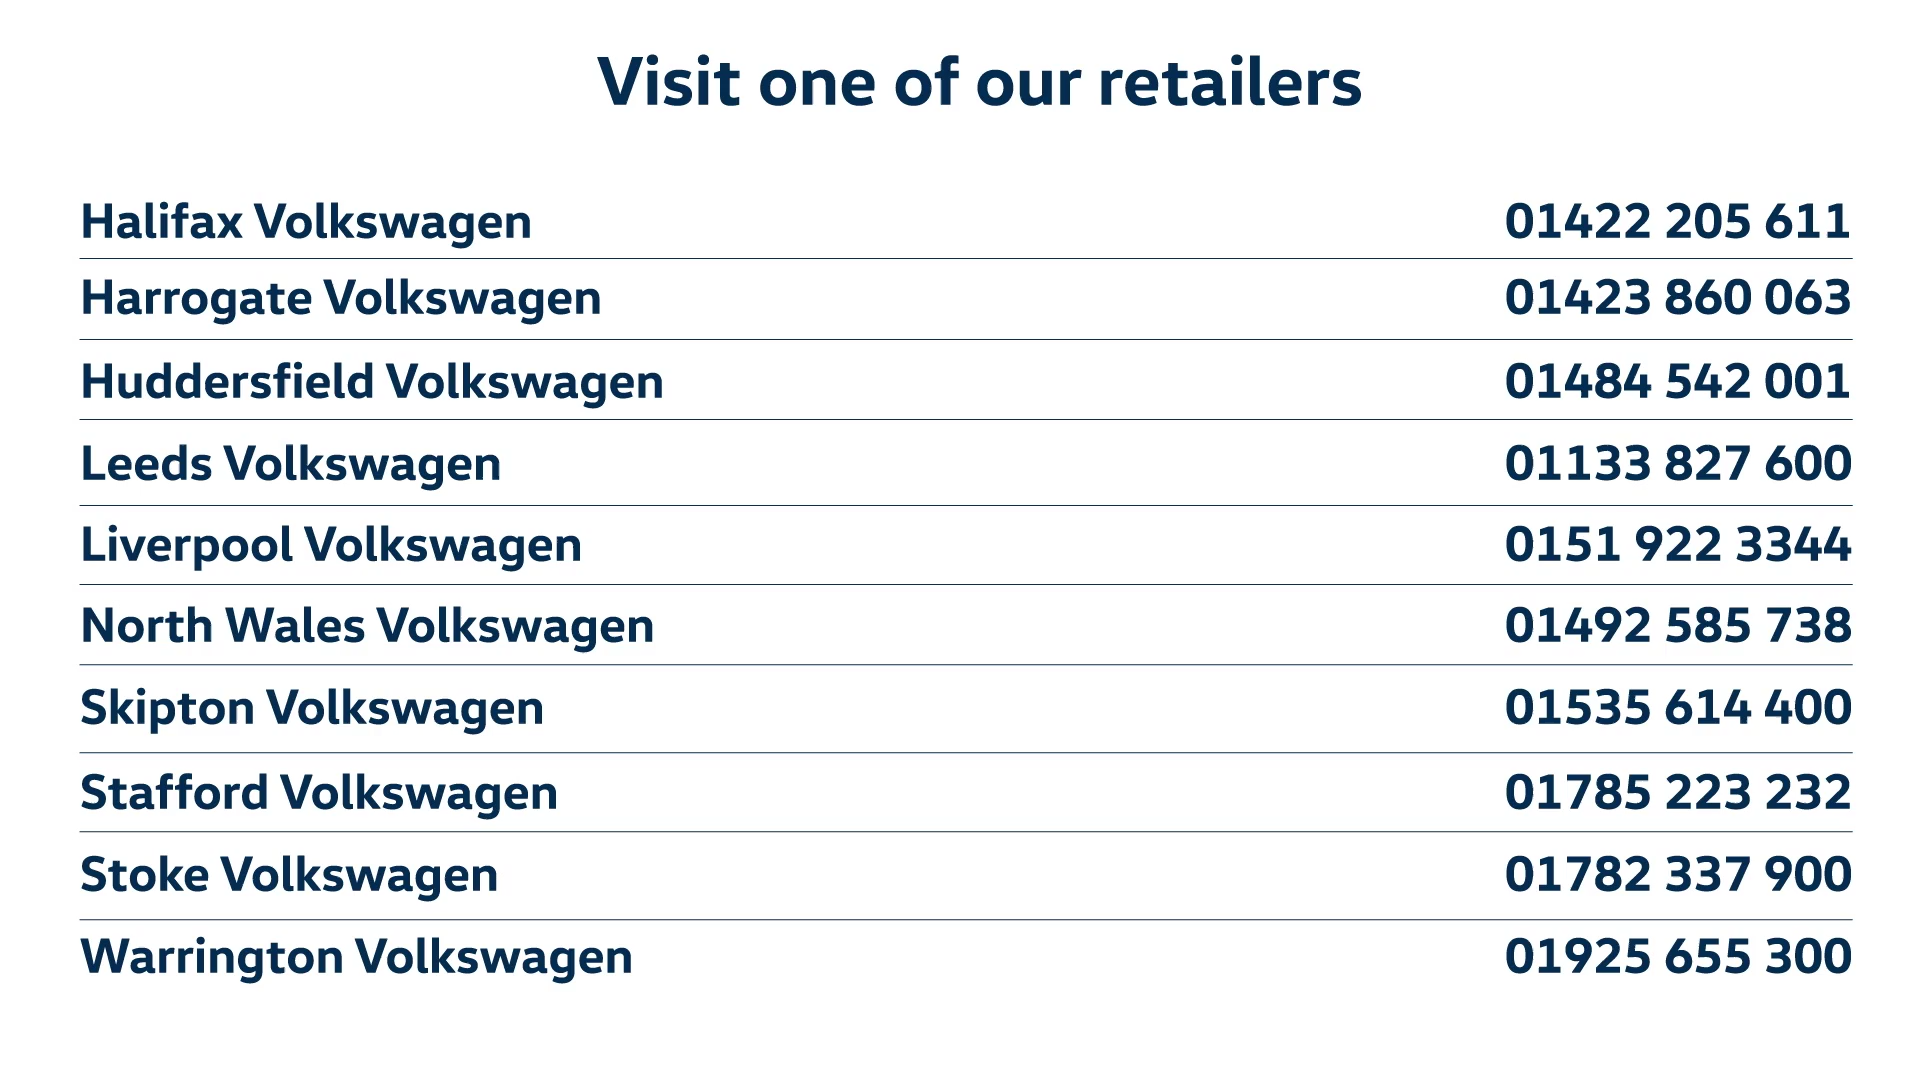 Visit one of our retailers
Halifax Volkswagen 01422 205 611
Harrogate Volkswagen 01423 860 063
Huddersfield Volkswagen 01484 542 001
Leeds Volkswagen 01133 827 600
Liverpool Volkswagen 0151 922 3344
North Wales Volkswagen 01492 585 738
Skipton Volkswagen 01535 614 400
Stafford Volkswagen 01785 223 232
Stoke Volkswagen 01782 337 900
Warrington Volkswagen 01925 655 300